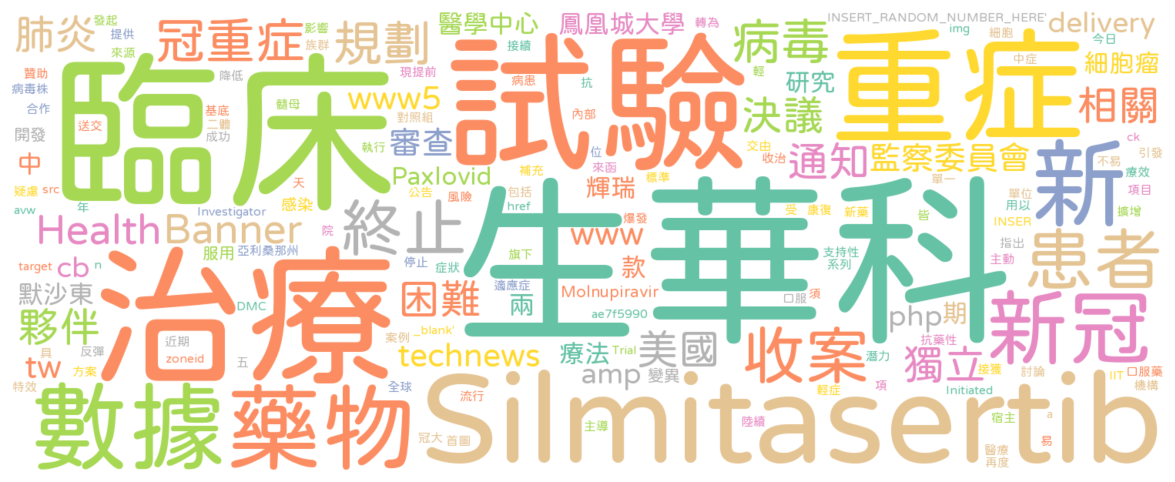 肺炎
發起
提供
來源
冠重症
影響
族群
規劃
醫學中心
接續
鳳凰城大學
轉為
病毒
INSERT_RANDOM_NUMBER_HERE'
img
細胞
delivery
今日
中症
細胞瘤
贊助
病毒株
合作
降低
現提前
臨床
試驗
病患
抗
研究
輕
重症
相關
髓母
www5
對照組
內部
決議
基底
二體
成功
送交
開發
審查
執行
中
Paxlovid
補充
來函
位
標準
交由
收治
通知
監察委員會
ck
引發
不易
單一
療效
項目
新
疑慮
src
天
感染
公告
風險
包括
輝瑞
爆發
受
康復
新藥
皆
單位
用以
INSER
擴增
avw
年
Investigator
院
終止
href
www
生華科
指出
患者
Health
Banner
服用
亞利桑那州
停止
旗下
支持性
系列
主動
target
cb
n
症狀
適應症
款
默沙東
DMC
治療
困難
兩
Molnupiravir
口服
須
新冠
夥伴
近期
ae7f5990
php
期
反彈
zoneid
案例
_blank'
員
tw
technews
療法
Trial
美國
收案
潛力
抗藥性
獨立
接獲
討論
IIT
口服藥
機構
特效
方案
五
全球
amp
變異
輕症
項
Initiated
數據
藥物
流行
Silmitasertib
主導
陸續
宿主
a
易
冠大
首圖
醫療
再度